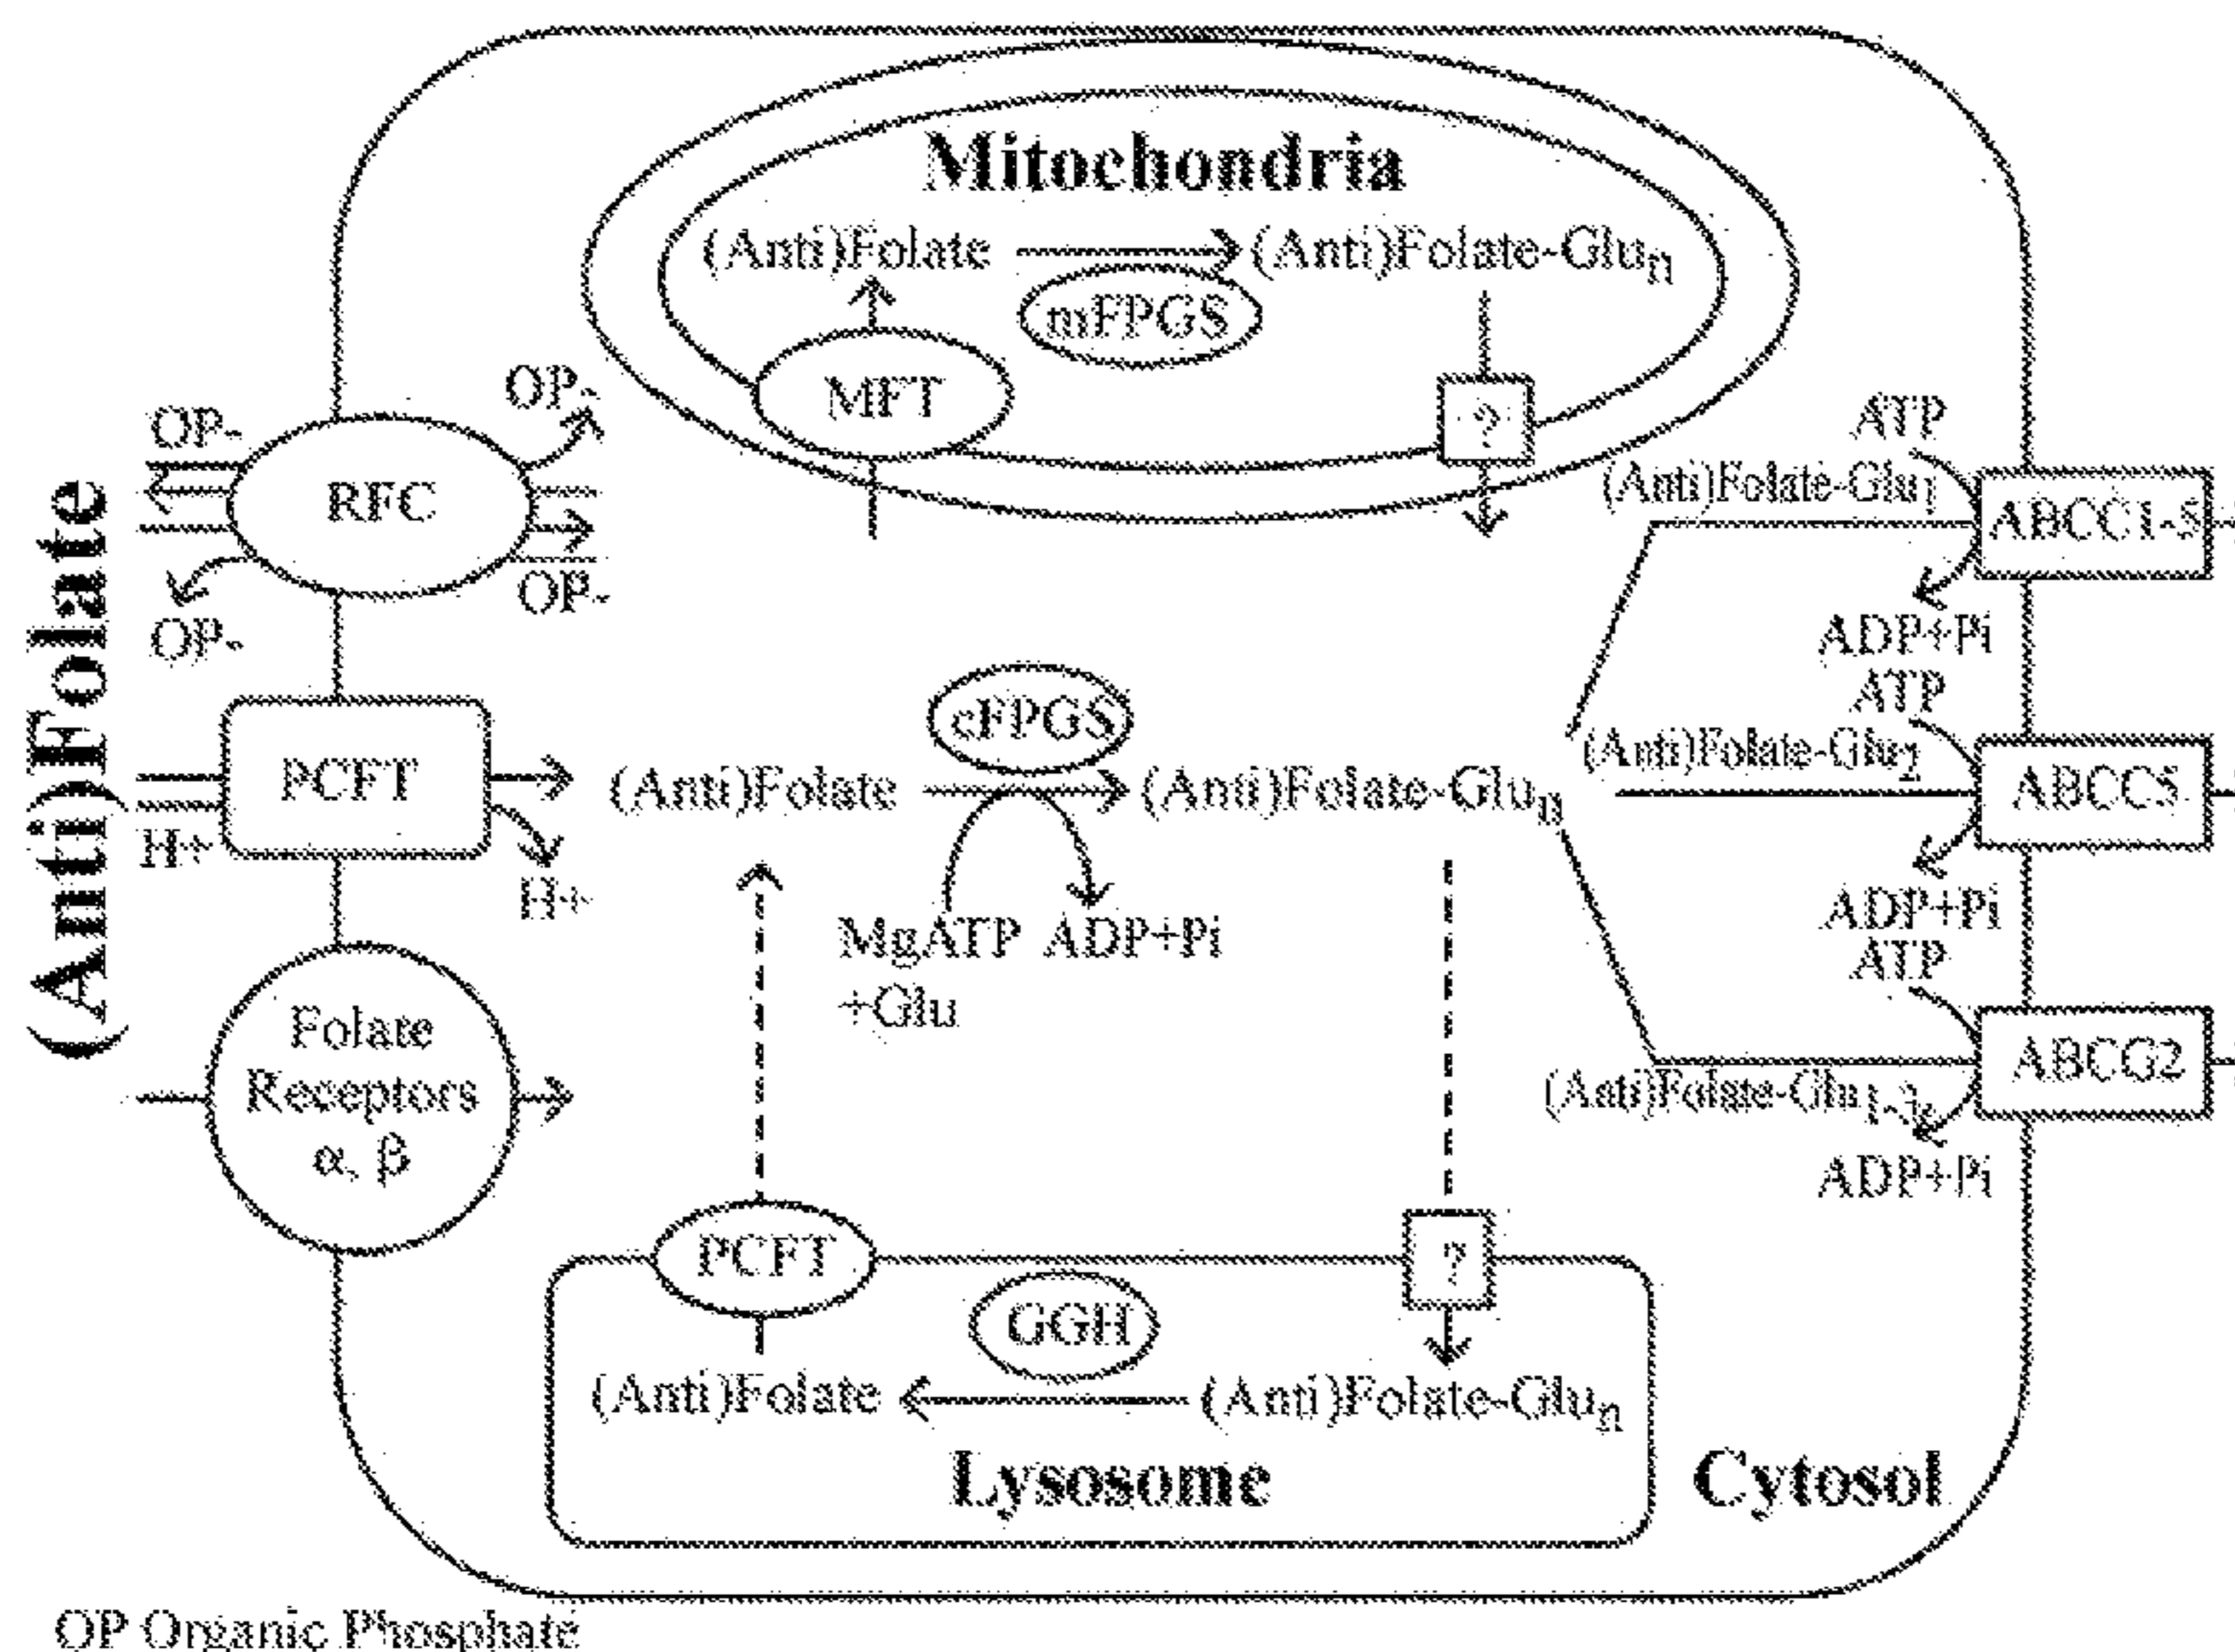 Mitochondria
(Anti)Folate
(Anti)Folate-Glun
mFPGS
MFT
?
OP-
OP-
RFC
OP-
OP-
(Anti)Folate
ATP
(Anti)Folate-Glu1
ABCC1-5
ADP+Pi
cFPGS
PCFT
H+
H+
(Anti)Folate
(Anti)Folate-Glun
MgATP
+Glu
ADP+Pi
ATP
(Anti)Folate-Glu2
ABCC5
ADP+Pi
Folate
Receptors
α, β
ATP
ABCG2
(Anti)Folate-Glu1-3
ADP+Pi
PCFT
GGH
?
(Anti)Folate
(Anti)Folate-Glun
Lysosome
Cytosol
OP Organic Phosphate